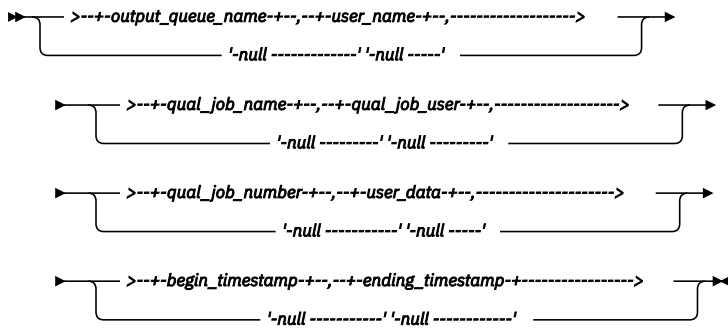 >--+-output_queue_name-+--,--+-user_name-+--,------------------->
'-null -------------' '-null -----'
>--+-qual_job_name-+--,--+-qual_job_user-+--,------------------->
'-null ---------' '-null ---------'
>--+-qual_job_number-+--,--+-user_data-+--,--------------------->
'-null -----------' '-null -----'
>--+-begin_timestamp-+--,--+-ending_timestamp-+----------------->
'-null -----------' '-null ------------'